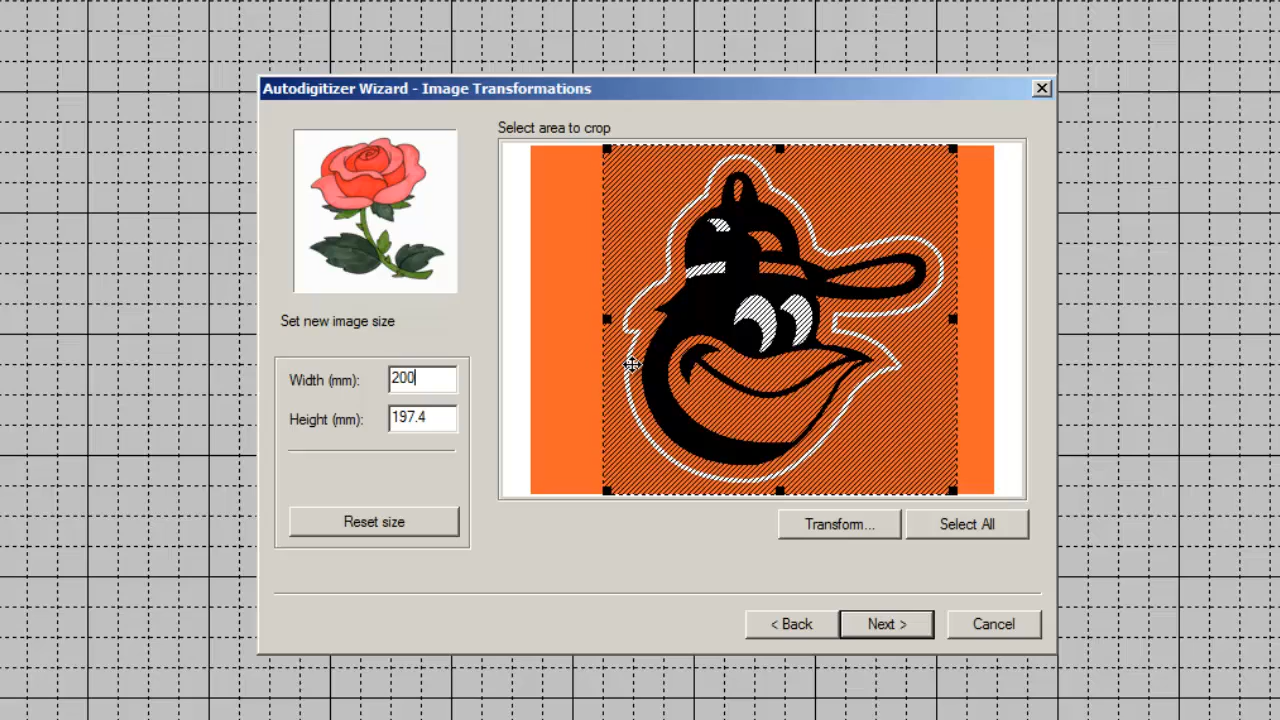 Autodigitizer Wizard - Image Transformations
Select area to crop
Set new image size
Width (mm): 200
Height (mm): 197.4
Reset size
Transform... Select All
< Back Next > Cancel